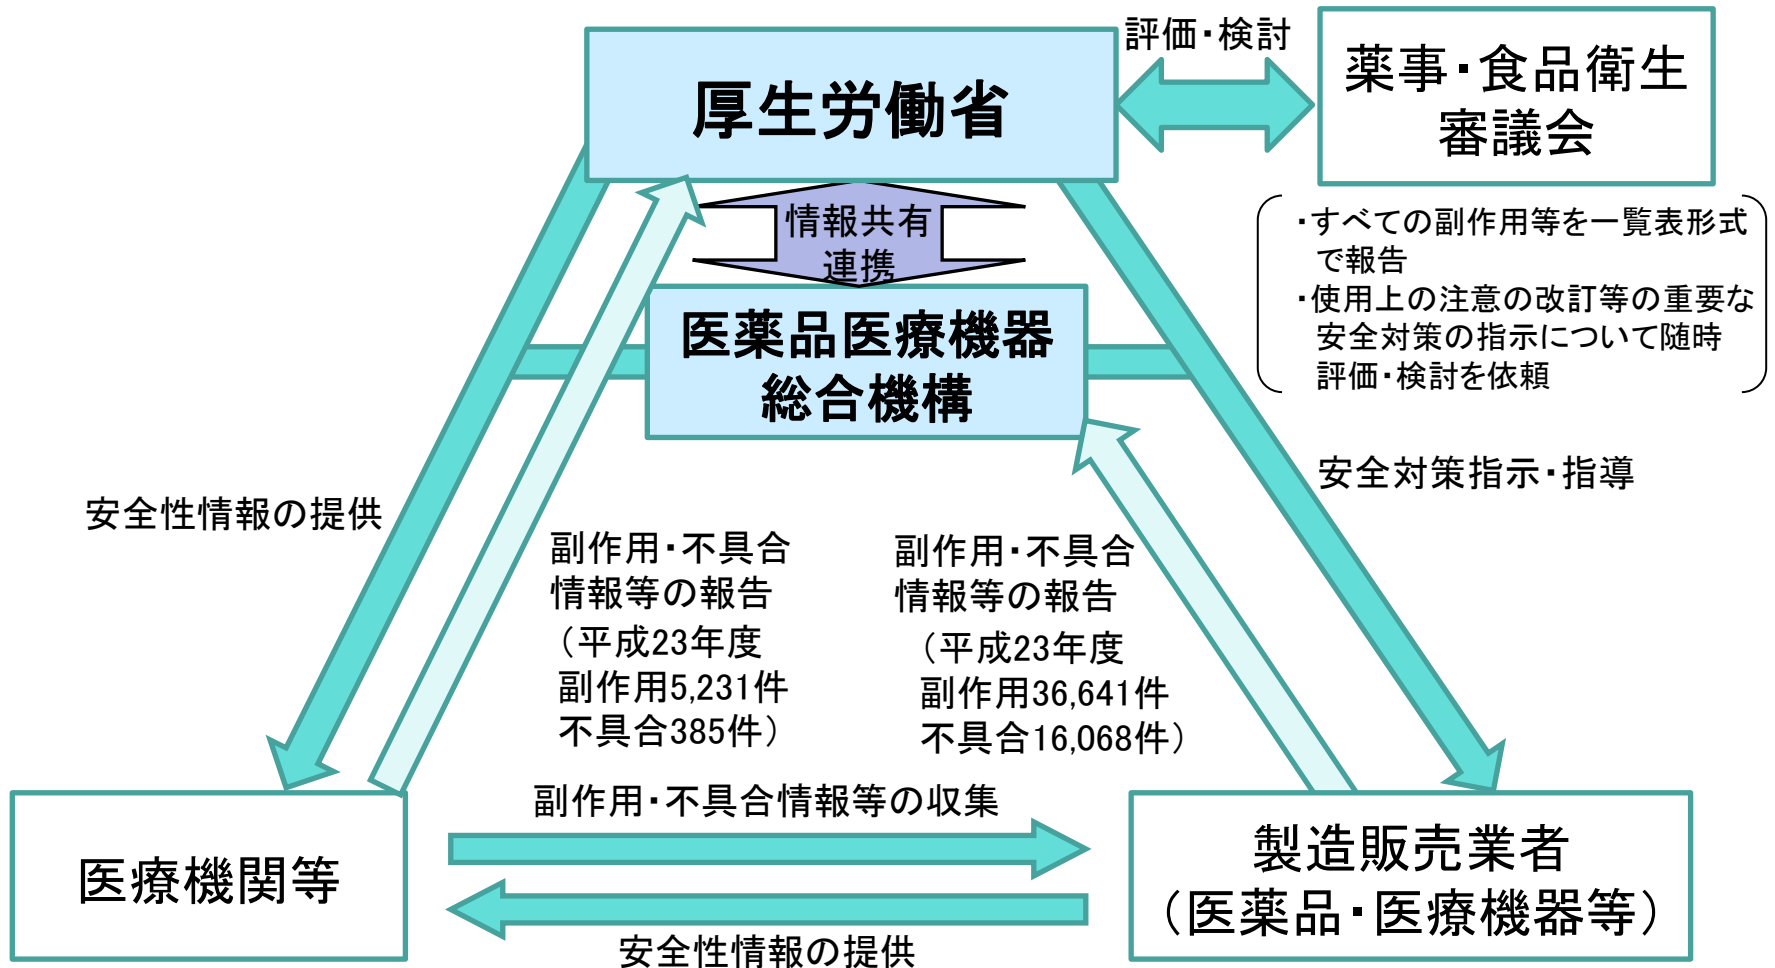 厚生労働省
評価・検討
薬事・食品衛生
審議会
情報共有
連携
・すべての副作用等を一覧表形式
で報告
・使用上の注意の改訂等の重要な
安全対策の指示について随時
評価・検討を依頼
医薬品医療機器
総合機構
安全対策指示・指導
安全性情報の提供
副作用・不具合
情報等の報告
（平成23年度
副作用5,231件
不具合385件）
副作用・不具合
情報等の報告
（平成23年度
副作用36,641件
不具合16,068件）
副作用・不具合情報等の収集
医療機関等
製造販売業者
（医薬品・医療機器等）
安全性情報の提供